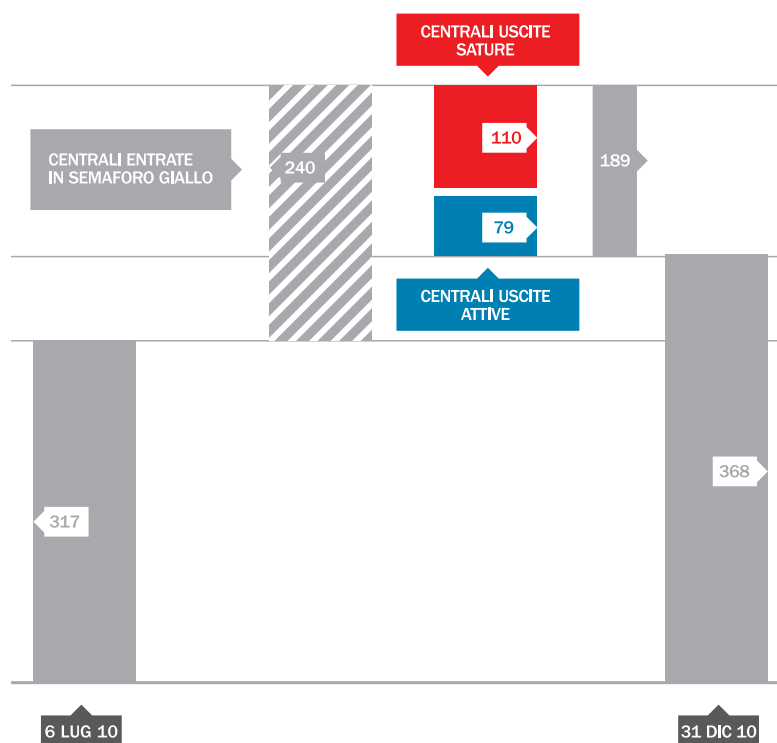 CENTRALI USCITE
SATURE
CENTRALI ENTRATE
IN SEMAFORO GIALLO
240
110
189
79
CENTRALI USCITE
ATTIVE
317
368
6 LUG 10
31 DIC 10